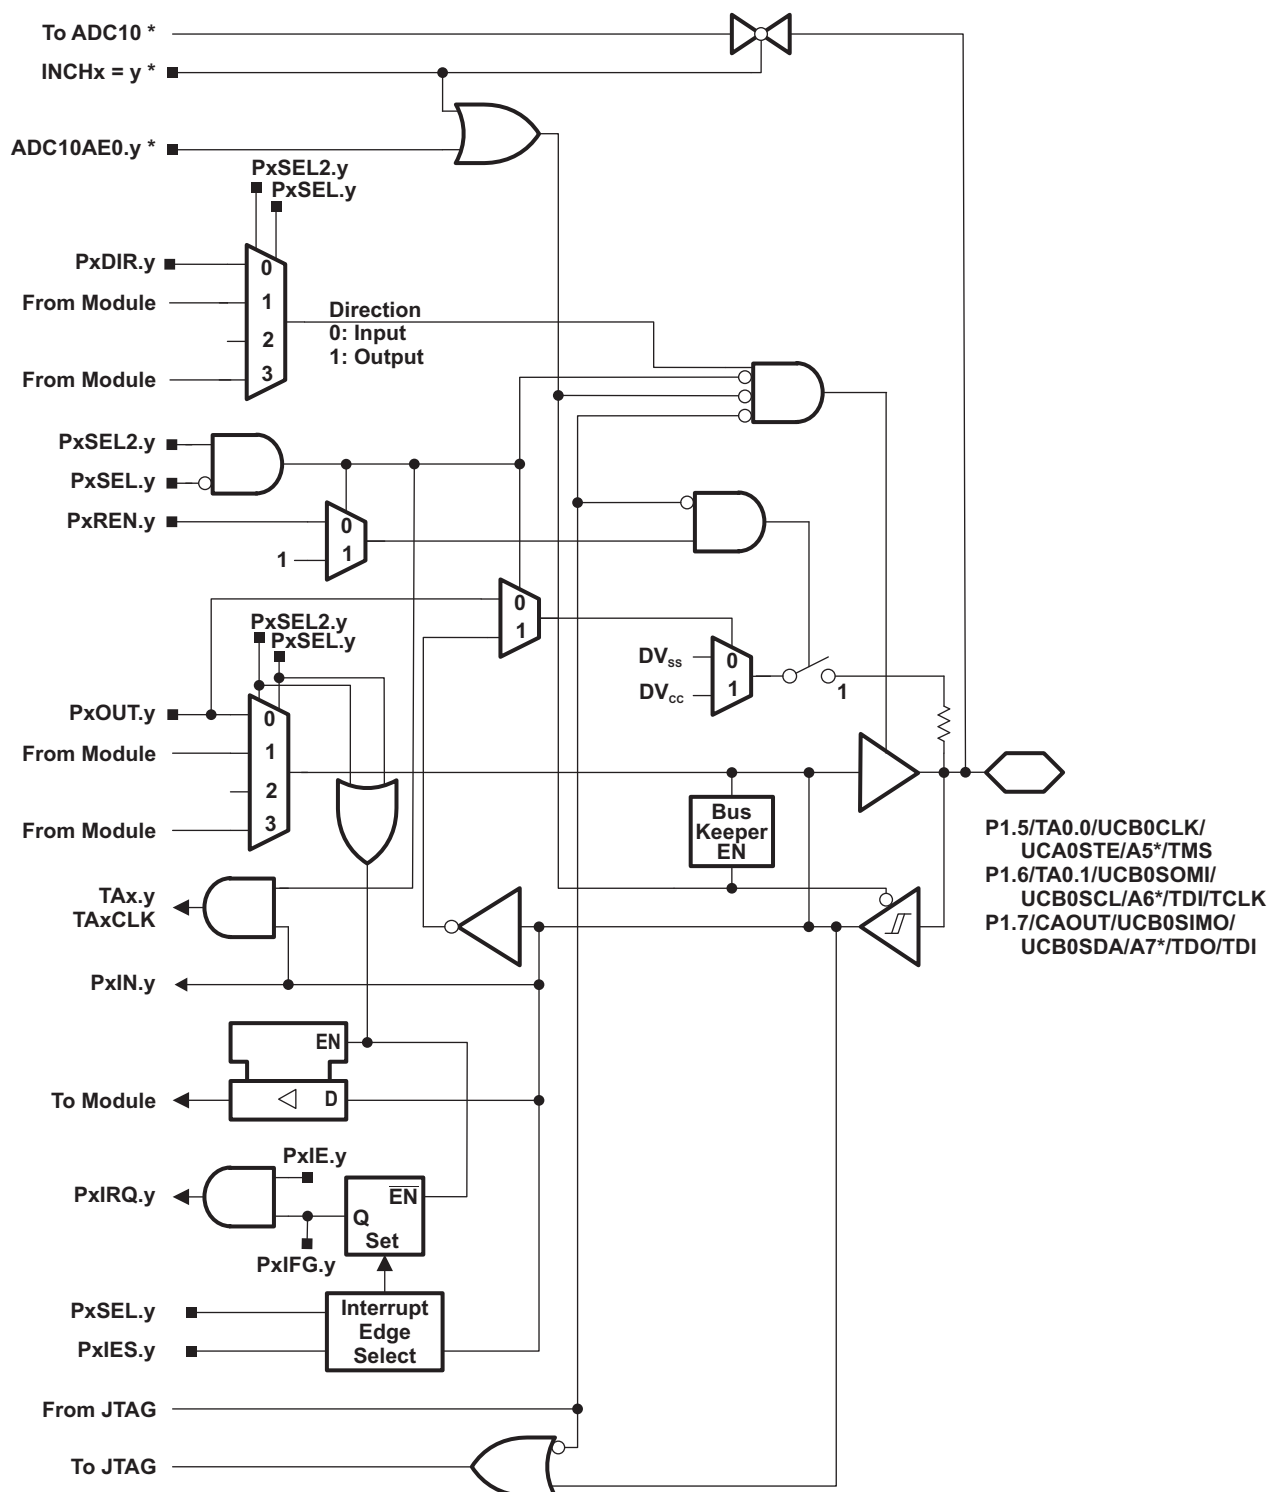 To ADC10 *
INCHx = y *
ADC10AE0.y *
PxSEL2.y
PxSEL.y
PxDIR.y
0
From Module
1
Direction
0: Input
1: Output
2
From Module
3
PxSEL2.y
PxSEL.y
PxREN.y
0
1
1
0
1
PxSEL2.y
PxSEL.y
DVSS
0
DVCC
1
1
PxOUT.y
0
From Module
1
2
From Module
3
Bus
Keeper
EN
P1.5/TA0.0/UCB0CLK/
UCA0STE/A5*/TMS
P1.6/TA0.1/UCB0SOMI/
UCB0SCL/A6*/TDI/TCLK
P1.7/CAOUT/UCB0SIMO/
UCB0SDA/A7*/TDO/TDI
TAx.y
TAxCLK
PxIN.y
EN
To Module
D
PxIE.y
PxIRQ.y
EN
Q
Set
PxIFG.y
PxSEL.y
PxIES.y
Interrupt
Edge
Select
From JTAG
To JTAG